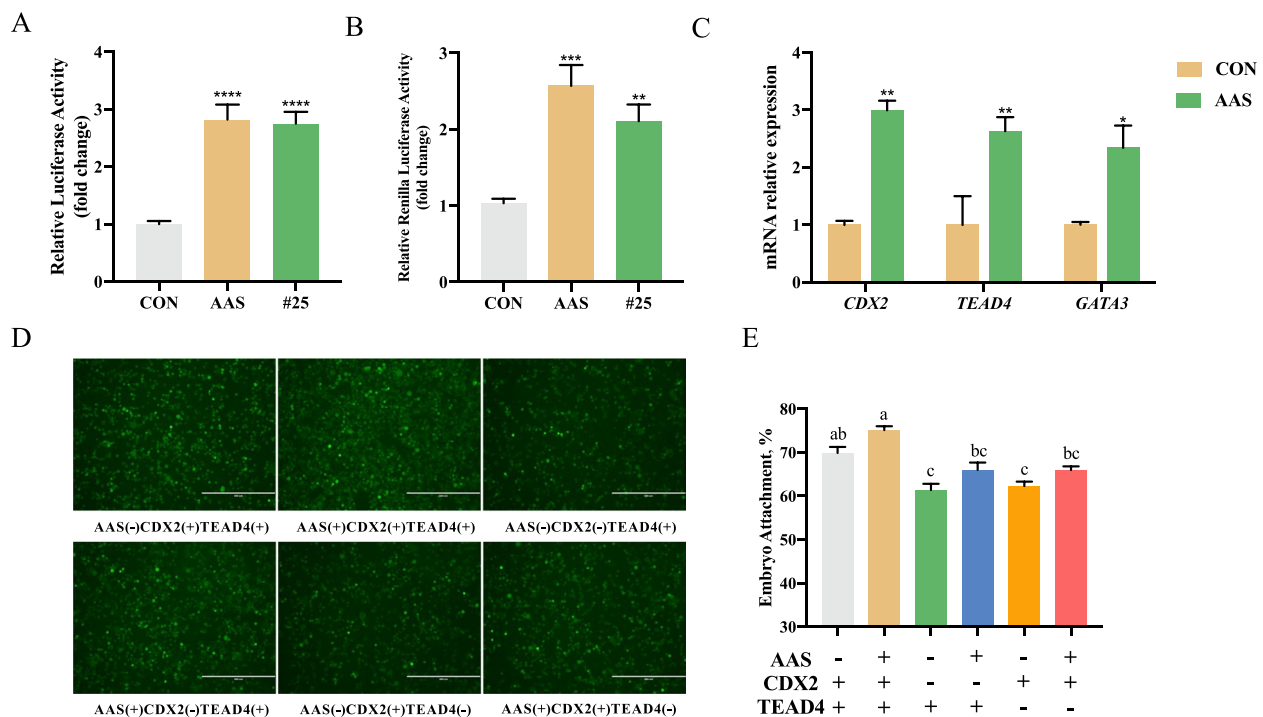 A
Relative Luciferase Activity
(fold change)
4
3
2
1
0
****
****
CON AAS #25
B
Relative Renilla Luciferase Activity
(fold change)
3
2
1
0
***
**
CON AAS #25
C
mRNA relative expression
4
3
2
1
0
**
**
*
CDX2 TEAD4 GATA3
CON
AAS
D
AAS(-)CDX2(+)TEAD4(+) AAS(+)CDX2(+)TEAD4(+) AAS(-)CDX2(-)TEAD4(+)
AAS(+)CDX2(-)TEAD4(+) AAS(-)CDX2(+)TEAD4(-) AAS(+)CDX2(+)TEAD4(-)
E
Embryo Attachment, %
80
70
60
50
40
30
ab a c bc c bc
AAS - + - + - +
CDX2 + + - - + +
TEAD4 + + + + - -